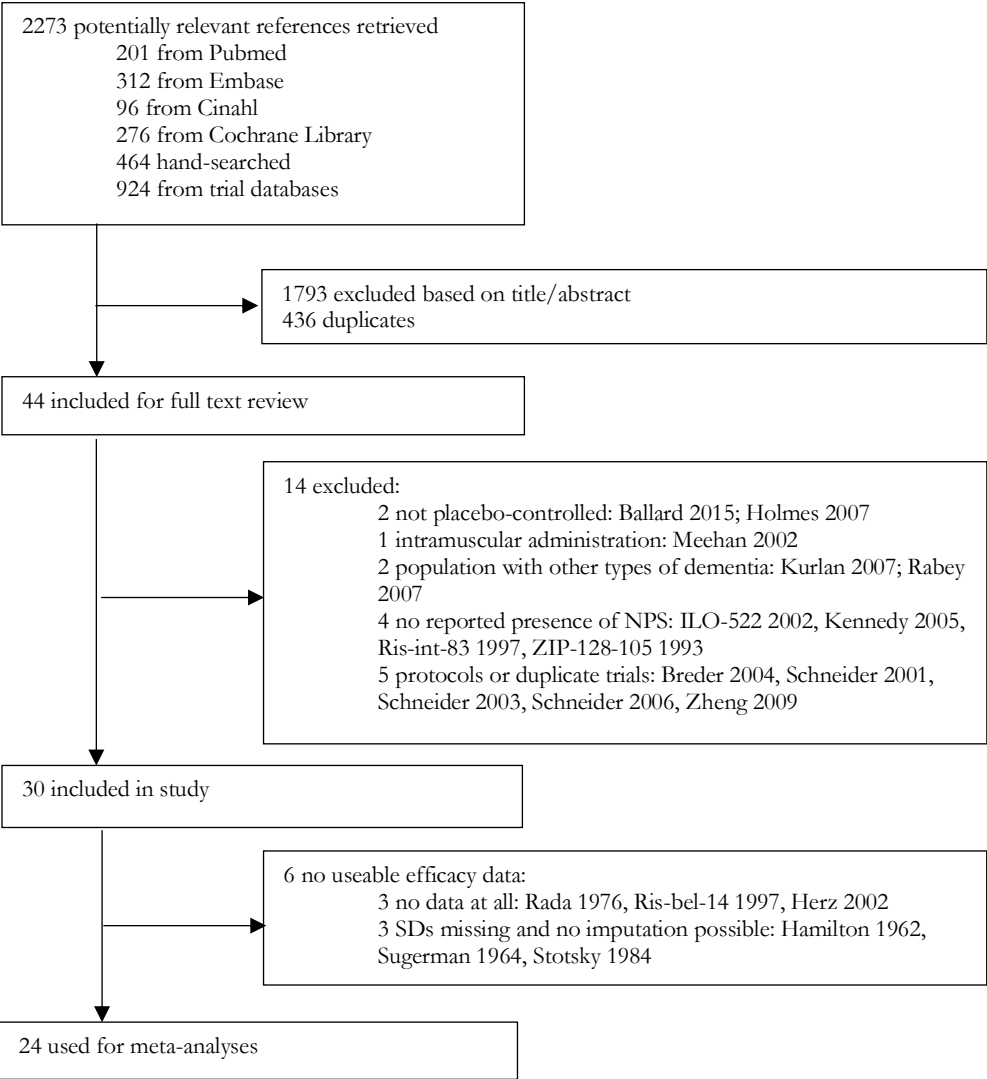 2273 potentially relevant references retrieved
201 from Pubmed
312 from Embase
96 from Cinahl
276 from Cochrane Library
464 hand-searched
924 from trial databases
1793 excluded based on title/abstract
436 duplicates
44 included for full text review
14 excluded:
2 not placebo-controlled: Ballard 2015; Holmes 2007
1 intramuscular administration: Meehan 2002
2 population with other types of dementia: Kurlan 2007; Rabey
2007
4 no reported presence of NPS: ILO-522 2002, Kennedy 2005,
Ris-int-83 1997, ZIP-128-105 1993
5 protocols or duplicate trials: Breder 2004, Schneider 2001,
Schneider 2003, Schneider 2006, Zheng 2009
30 included in study
6 no useable efficacy data:
3 no data at all: Rada 1976, Ris-bel-14 1997, Herz 2002
3 SDs missing and no imputation possible: Hamilton 1962,
Sugerman 1964, Stotsky 1984
24 used for meta-analyses